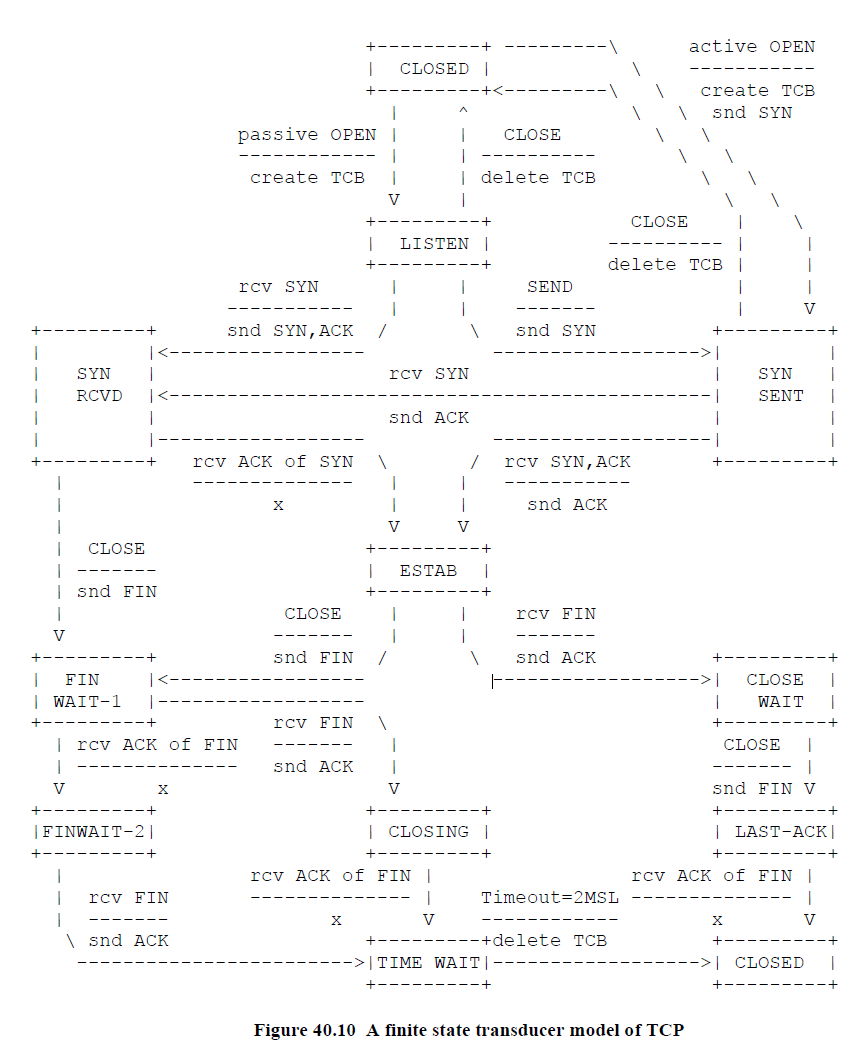 +---------+ ---------\ active OPEN
| CLOSED | \ -----------
+---------+<---------\ \ create TCB
| ^ \ \ snd SYN
passive OPEN | | CLOSE \ \
------------ | | ---------- \ \
create TCB | | delete TCB \ \
V | \ \
+---------+ CLOSE | \
| LISTEN | ---------- | |
+---------+ delete TCB | |
rcv SYN | | SEND | |
----------- | | ------- | V
+---------+ snd SYN,ACK / \ snd SYN +---------+
| |<----------------- ------------------>| |
| SYN | rcv SYN | SYN |
| RCVD |<-----------------------------------------------| SENT |
| | snd ACK | |
| |------------------ -------------------| |
+---------+ rcv ACK of SYN \ / rcv SYN,ACK +---------+
| -------------- | | -----------
| x | | snd ACK
| V V
| CLOSE +---------+
| ------- | ESTAB |
| snd FIN +---------+
| CLOSE | | rcv FIN
V ------- | | -------
+---------+ snd FIN / \ snd ACK +---------+
| FIN |<----------------- |------------------>| CLOSE |
| WAIT-1 |------------------ | WAIT |
+---------+ rcv FIN \ +---------+
| rcv ACK of FIN ------- | CLOSE |
| -------------- snd ACK | ------- |
V x V snd FIN V
+---------+ +---------+ +---------+
|FINWAIT-2| | CLOSING | | LAST-ACK|
+---------+ +---------+ +---------+
| rcv ACK of FIN | rcv ACK of FIN |
| rcv FIN -------------- | Timeout=2MSL -------------- |
| ------- x V ------------ x V
\ snd ACK +---------+delete TCB +---------+
------------------------>|TIME WAIT|------------------>| CLOSED |
+---------+ +---------+
Figure 40.10 A finite state transducer model of TCP